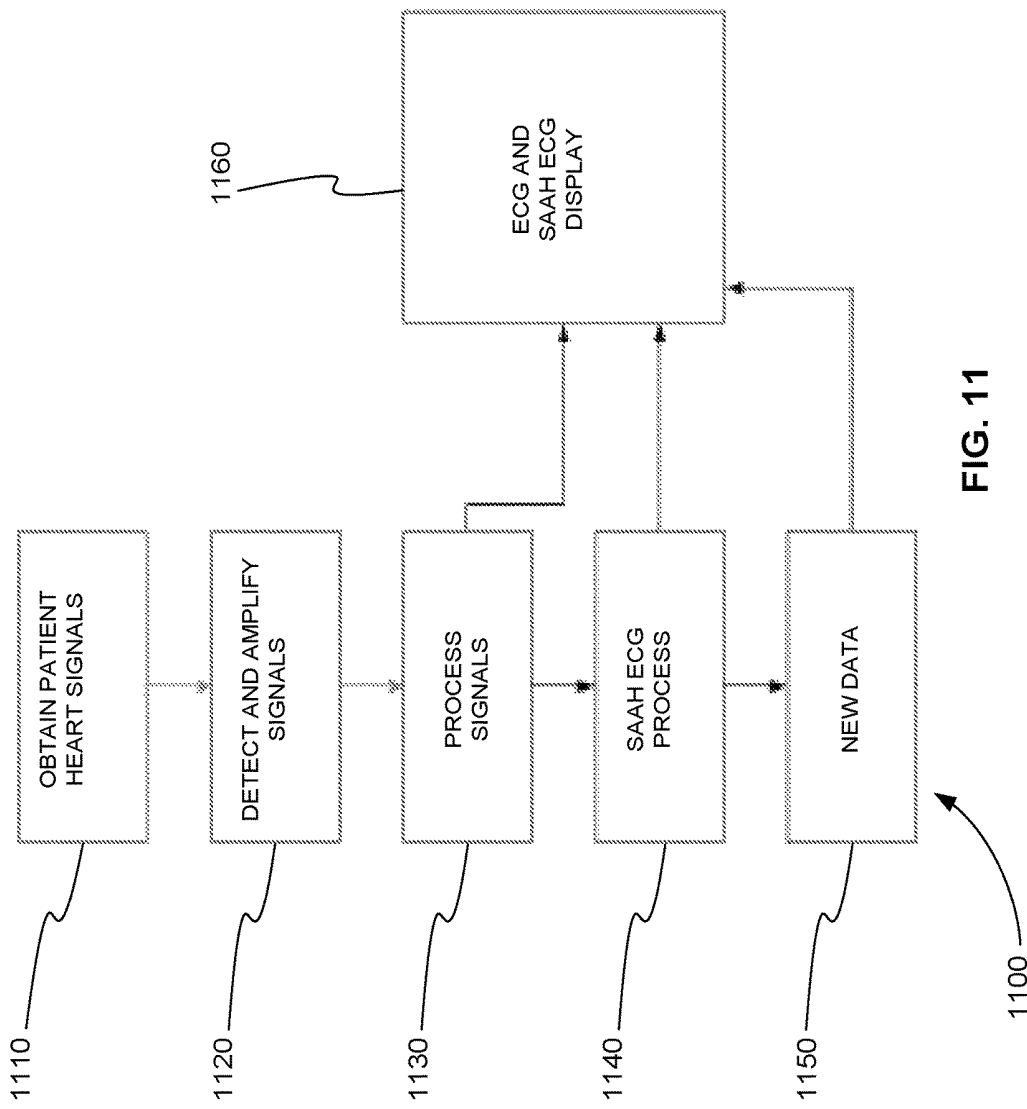 1110
OBTAIN PATIENT
HEART SIGNALS
1120
DETECT AND AMPLIFY
SIGNALS
1130
PROCESS
SIGNALS
1140
SAAH ECG
PROCESS
1150
NEW DATA
1160
ECG AND
SAAH ECG
DISPLAY
1100
FIG. 11